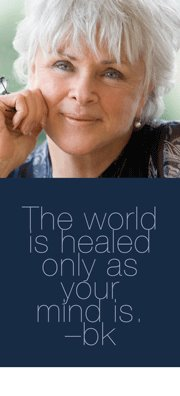 The world
is healed
only as
your
mind is.
–bk